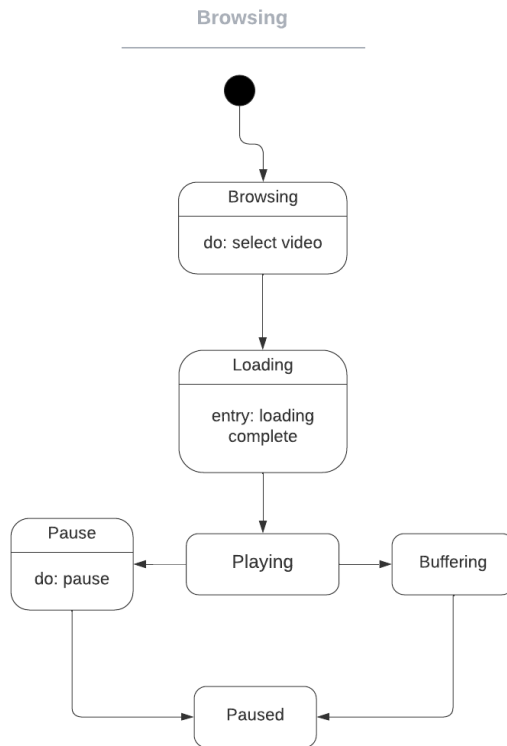 Browsing
Browsing
do: select video
Loading
entry: loading
complete
Pause
do: pause
Playing
Buffering
Paused